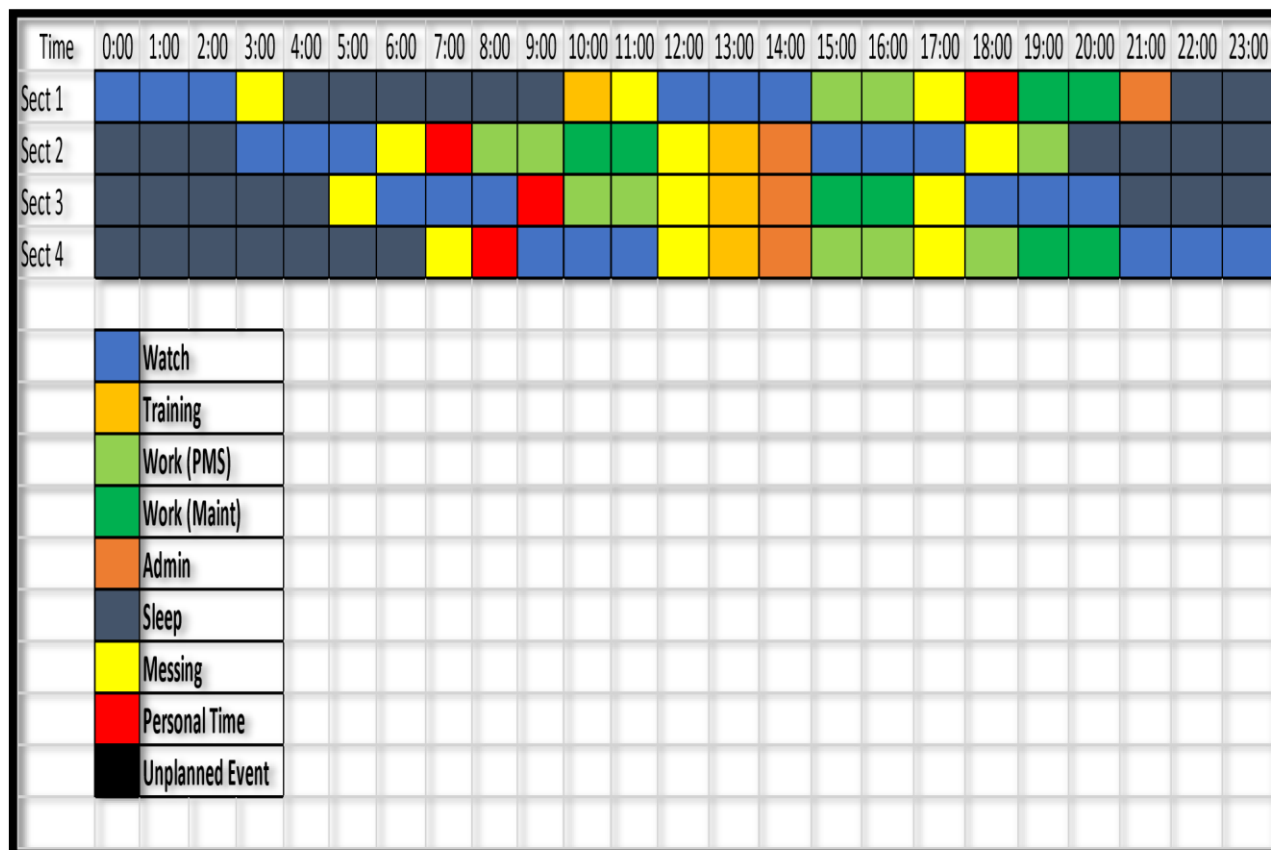 Time 0:00 1:00 2:00 3:00 4:00 5:00 6:00 7:00 8:00 9:00 10:00 11:00 12:00 13:00 14:00 15:00 16:00 17:00 18:00 19:00 20:00 21:00 22:00 23:00
Sect 1
Sect 2
Sect 3
Sect 4
Watch
Training
Work (PMS)
Work (Maint)
Admin
Sleep
Messing
Personal Time
Unplanned Event